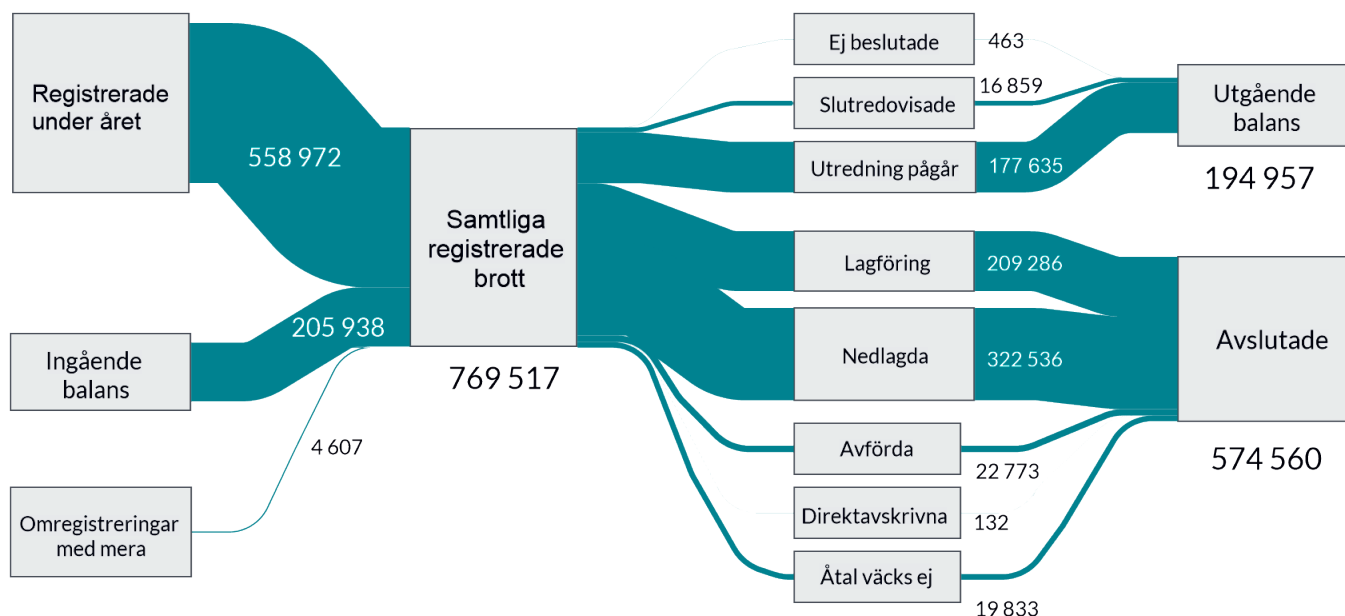 Registrerade
under året
558 972
Ingående
balans
205 938
Omregistreringar
med mera
4 607
Samtliga
registrerade
brott
769 517
Ej beslutade
463
Slutredovisade
16 859
Utredning pågår
177 635
Lagföring
209 286
Nedlagda
322 536
Avförda
22 773
Direktavskrivna
132
Åtal väcks ej
19 833
Utgående
balans
194 957
Avslutade
574 560